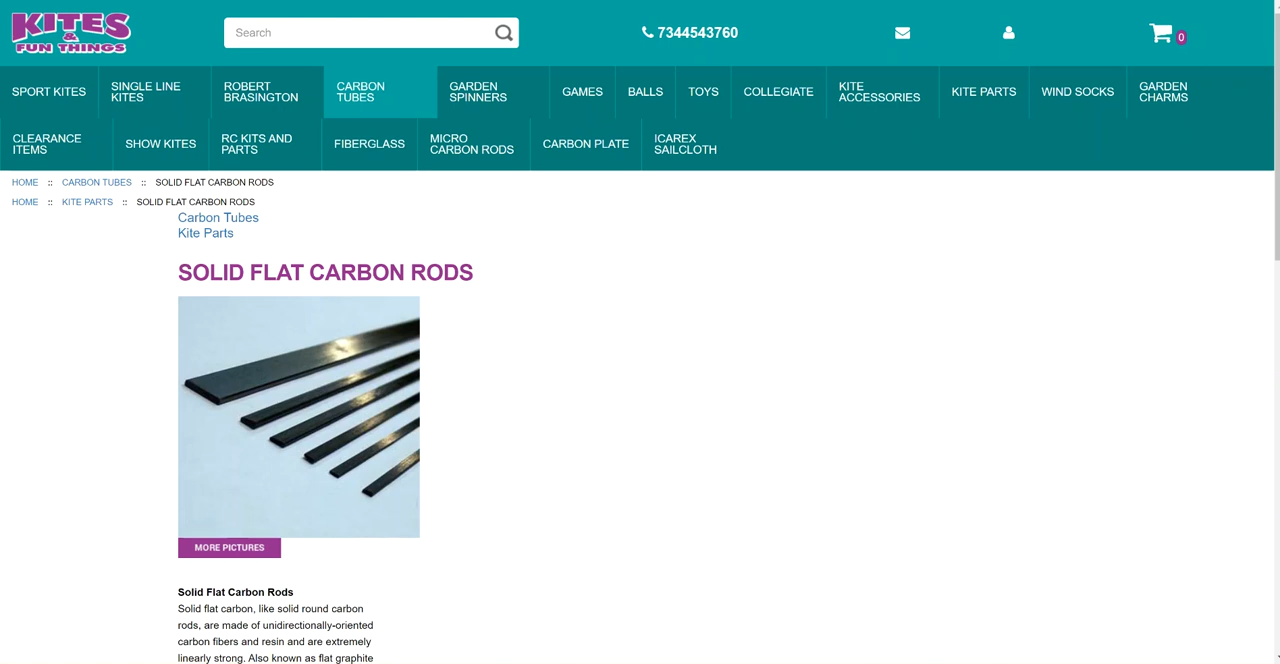 KITES
&
FUN THINGS
Search
7344543760
0
SPORT KITES
SINGLE LINE
KITES
ROBERT
BRASINGTON
CARBON
TUBES
GARDEN
SPINNERS
GAMES
BALLS
TOYS
COLLEGIATE
KITE
ACCESSORIES
KITE PARTS
WIND SOCKS
GARDEN
CHARMS
CLEARANCE
ITEMS
SHOW KITES
RC KITS AND
PARTS
FIBERGLASS
MICRO
CARBON RODS
CARBON PLATE
ICAREX
SAILCLOTH
HOME :: CARBON TUBES :: SOLID FLAT CARBON RODS
HOME :: KITE PARTS :: SOLID FLAT CARBON RODS
Carbon Tubes
Kite Parts
SOLID FLAT CARBON RODS
MORE PICTURES
Solid Flat Carbon Rods
Solid flat carbon, like solid round carbon
rods, are made of unidirectionally-oriented
carbon fibers and resin and are extremely
linearly strong. Also known as flat graphite